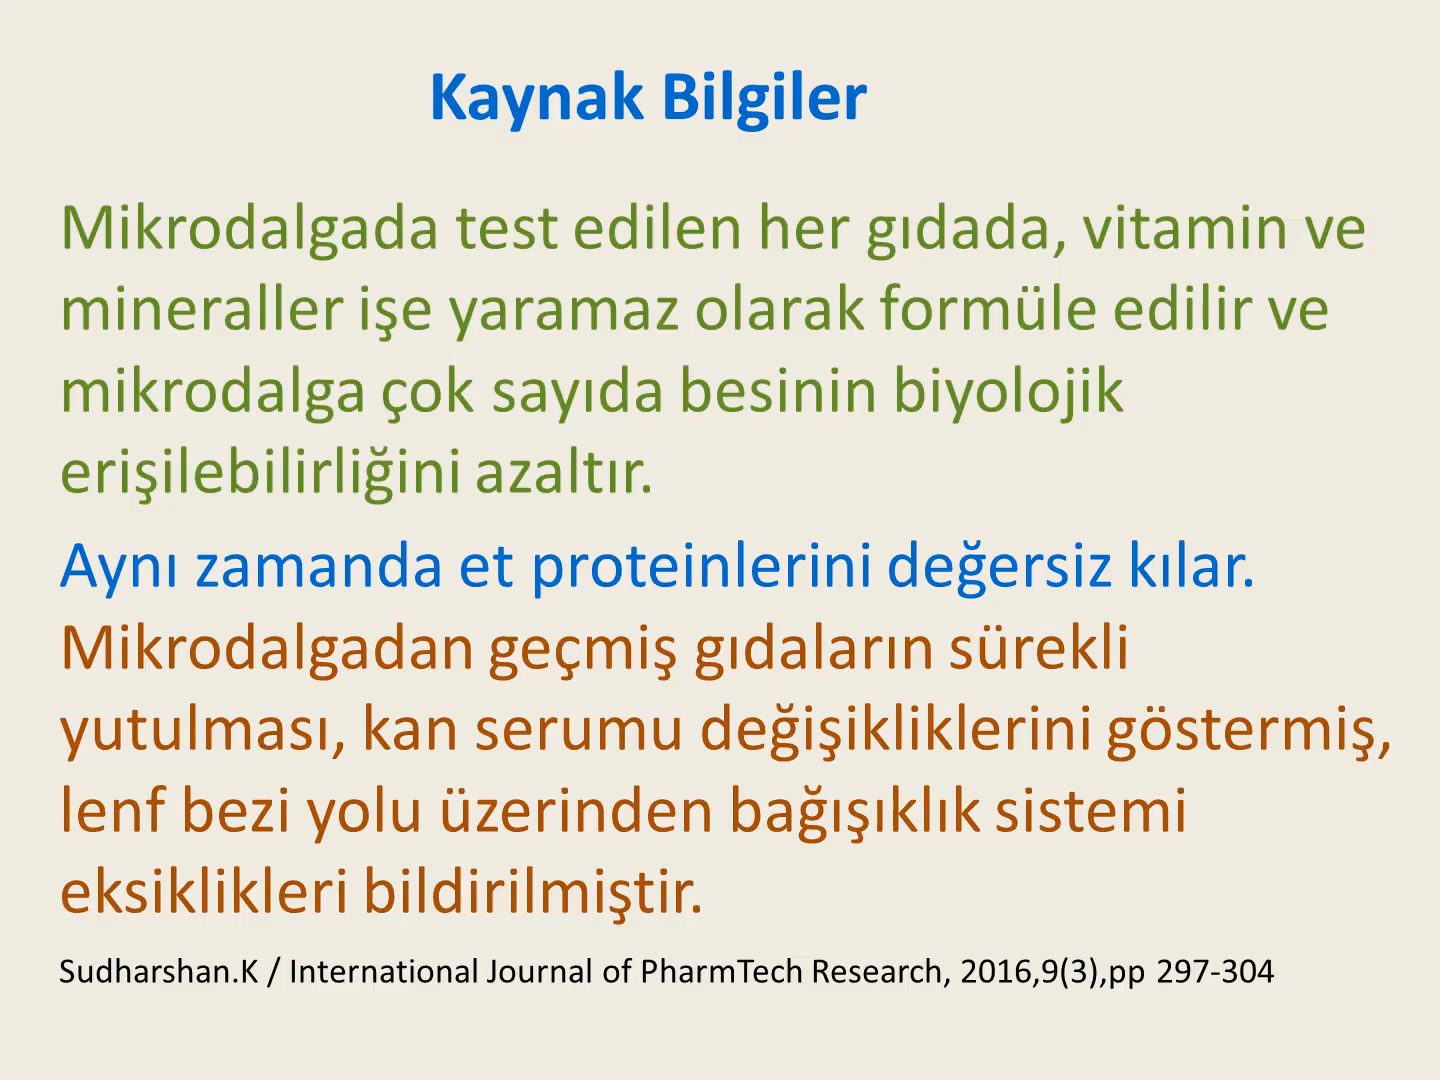 Kaynak Bilgiler
Mikrodalgada test edilen her gıdada, vitamin ve
mineraller işe yaramaz olarak formüle edilir ve
mikrodalga çok sayıda besinin biyolojik
erişilebilirliğini azaltır.
Aynı zamanda et proteinlerini değersiz kılar.
Mikrodalgadan geçmiş gıdaların sürekli
yutulması, kan serumu değişikliklerini göstermiş,
lenf bezi yolu üzerinden bağışıklık sistemi
eksiklikleri bildirilmiştir.
Sudharshan.K / International Journal of PharmTech Research, 2016,9(3),pp 297-304